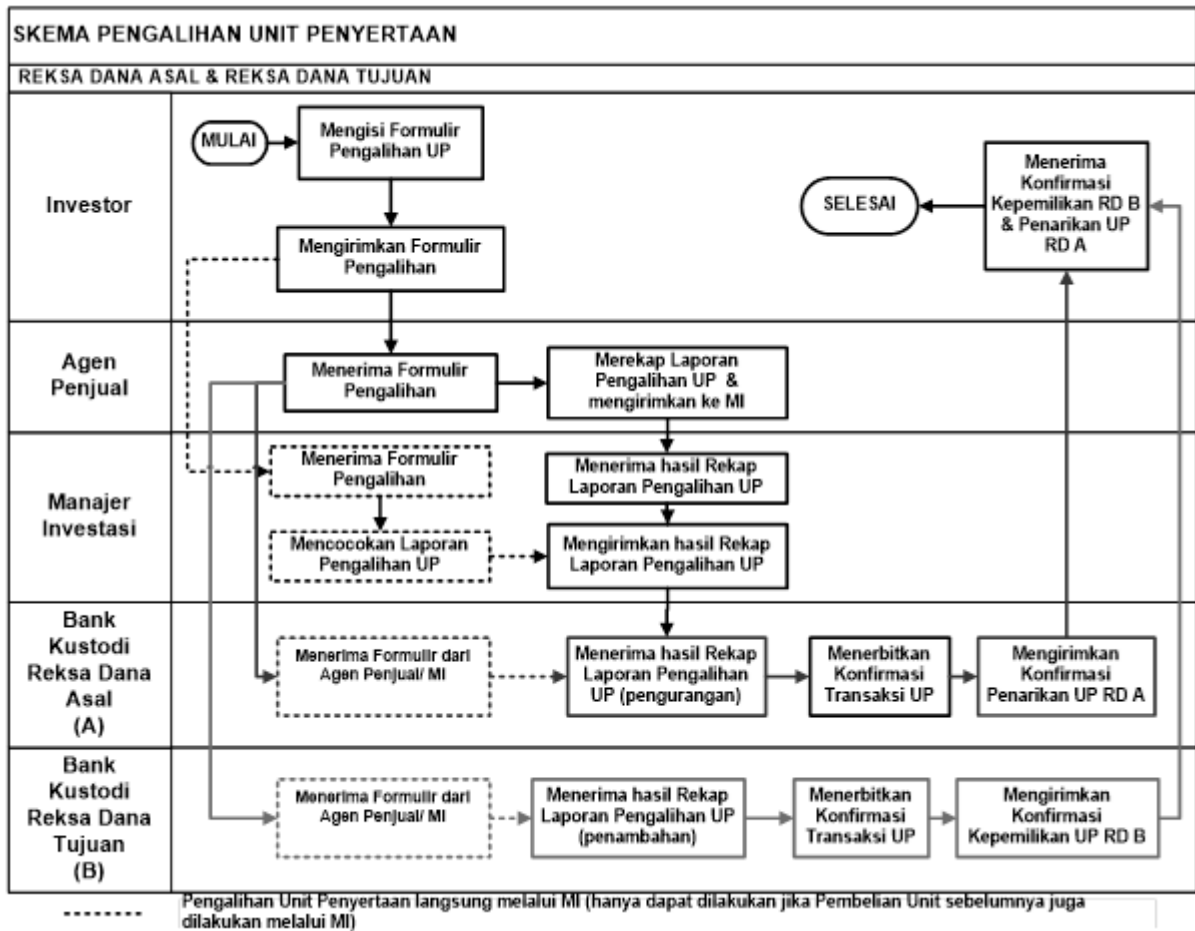 SKEMA PENGALIHAN UNIT PENYERTAAN
REKSA DANA ASAL & REKSA DANA TUJUAN
Investor
MULAI
Mengisi Formulir
Pengalihan UP
Mengirimkan Formulir
Pengalihan
SELESAI
Menerima
Konfirmasi
Kepemilikan RD B
& Penarikan UP
RD A
Agen
Penjual
Menerima Formulir
Pengalihan
Merekap Laporan
Pengalihan UP &
mengirimkan ke MI
Manajer
Investasi
Menerima Formulir
Pengalihan
Menerima hasil Rekap
Laporan Pengalihan UP
Mencocokan Laporan
Pengalihan UP
Mengirimkan hasil Rekap
Laporan Pengalihan UP
Bank
Kustodi
Reksa Dana
Asal
(A)
Menerima Formulir dari
Agen Penjual/ MI
Menerima hasil Rekap
Laporan Pengalihan
UP (pengurangan)
Menerbitkan
Konfirmasi
Transaksi UP
Mengirimkan
Konfirmasi
Penarikan UP RD A
Bank
Kustodi
Reksa Dana
Tujuan
(B)
Menerima Formulir dari
Agen Penjual/ MI
Menerima hasil Rekap
Laporan Pengalihan UP
(penambahan)
Menerbitkan
Konfirmasi
Transaksi UP
Mengirimkan
Konfirmasi
Kepemilikan UP RD B
Pengalihan Unit Penyertaan langsung melalui MI (hanya dapat dilakukan jika Pembelian Unit sebelumnya juga
dilakukan melalui MI)